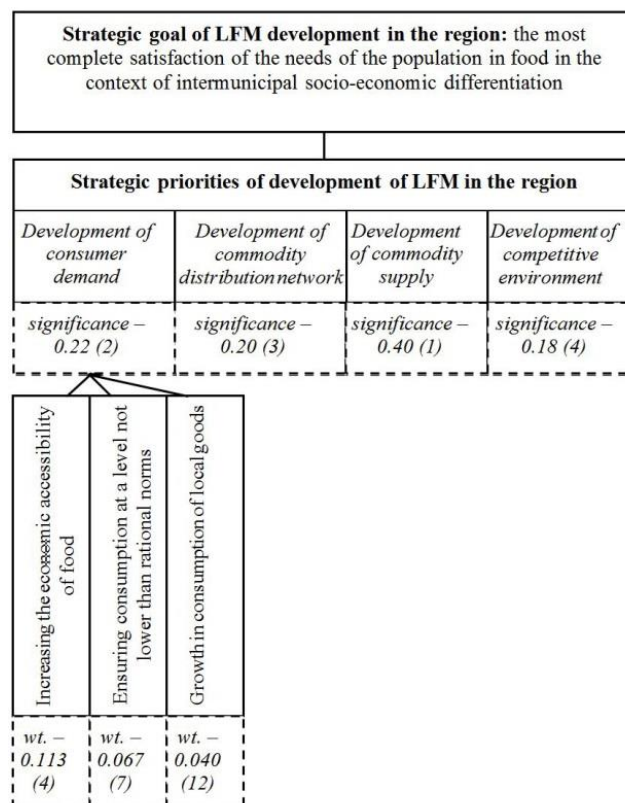 Strategic goal of LFM development in the region: the most
complete satisfaction of the needs of the population in food in the
context of intermunicipal socio-economic differentiation
Strategic priorities of development of LFM in the region
Development of
consumer
demand
Development of
commodity
distribution network
Development
of commodity
supply
Development of
competitive
environment
significance –
0.22 (2)
significance –
0.20 (3)
significance –
0.40 (1)
significance –
0.18 (4)
Increasing the economic accessibility
of food
Ensuring consumption at a level not
lower than rational norms
Growth in consumption of local goods
wt. –
0.113
(4)
wt. –
0.067
(7)
wt. –
0.040
(12)